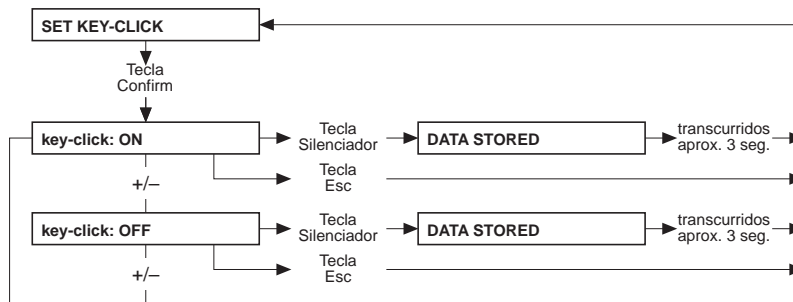 SET KEY-CLICK
Tecla
Confirm
key-click: ON
Tecla
Silenciador
DATA STORED
transcurridos
aprox. 3 seg.
Tecla
Esc
+/–
key-click: OFF
Tecla
Silenciador
DATA STORED
transcurridos
aprox. 3 seg.
Tecla
Esc
+/–